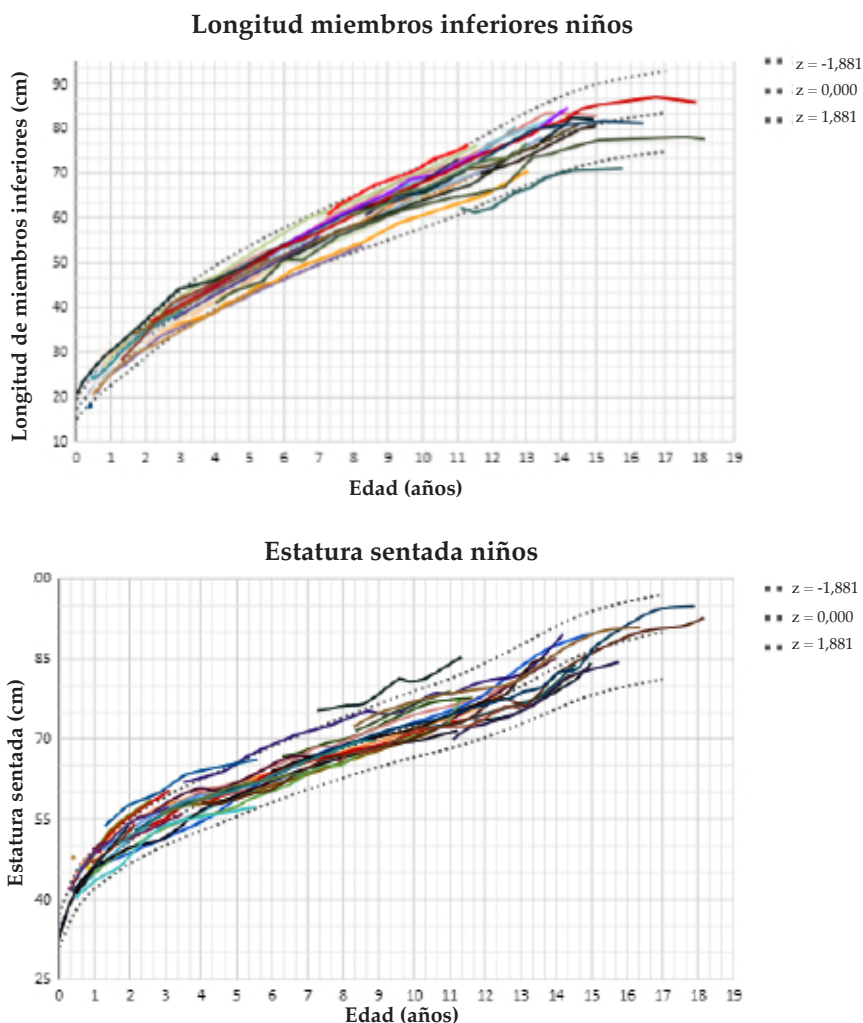 Longitud miembros inferiores niños
Longitud de miembros inferiores (cm)
90
80
70
60
50
40
30
20
10
0 1 2 3 4 5 6 7 8 9 10 11 12 13 14 15 16 17 18 19
Edad (años)
z = -1,881
z = 0,000
z = 1,881
Estatura sentada niños
Estatura sentada (cm)
00
85
70
55
40
25
0 1 2 3 4 5 6 7 8 9 10 11 12 13 14 15 16 17 18 19
Edad (años)
z = -1,881
z = 0,000
z = 1,881